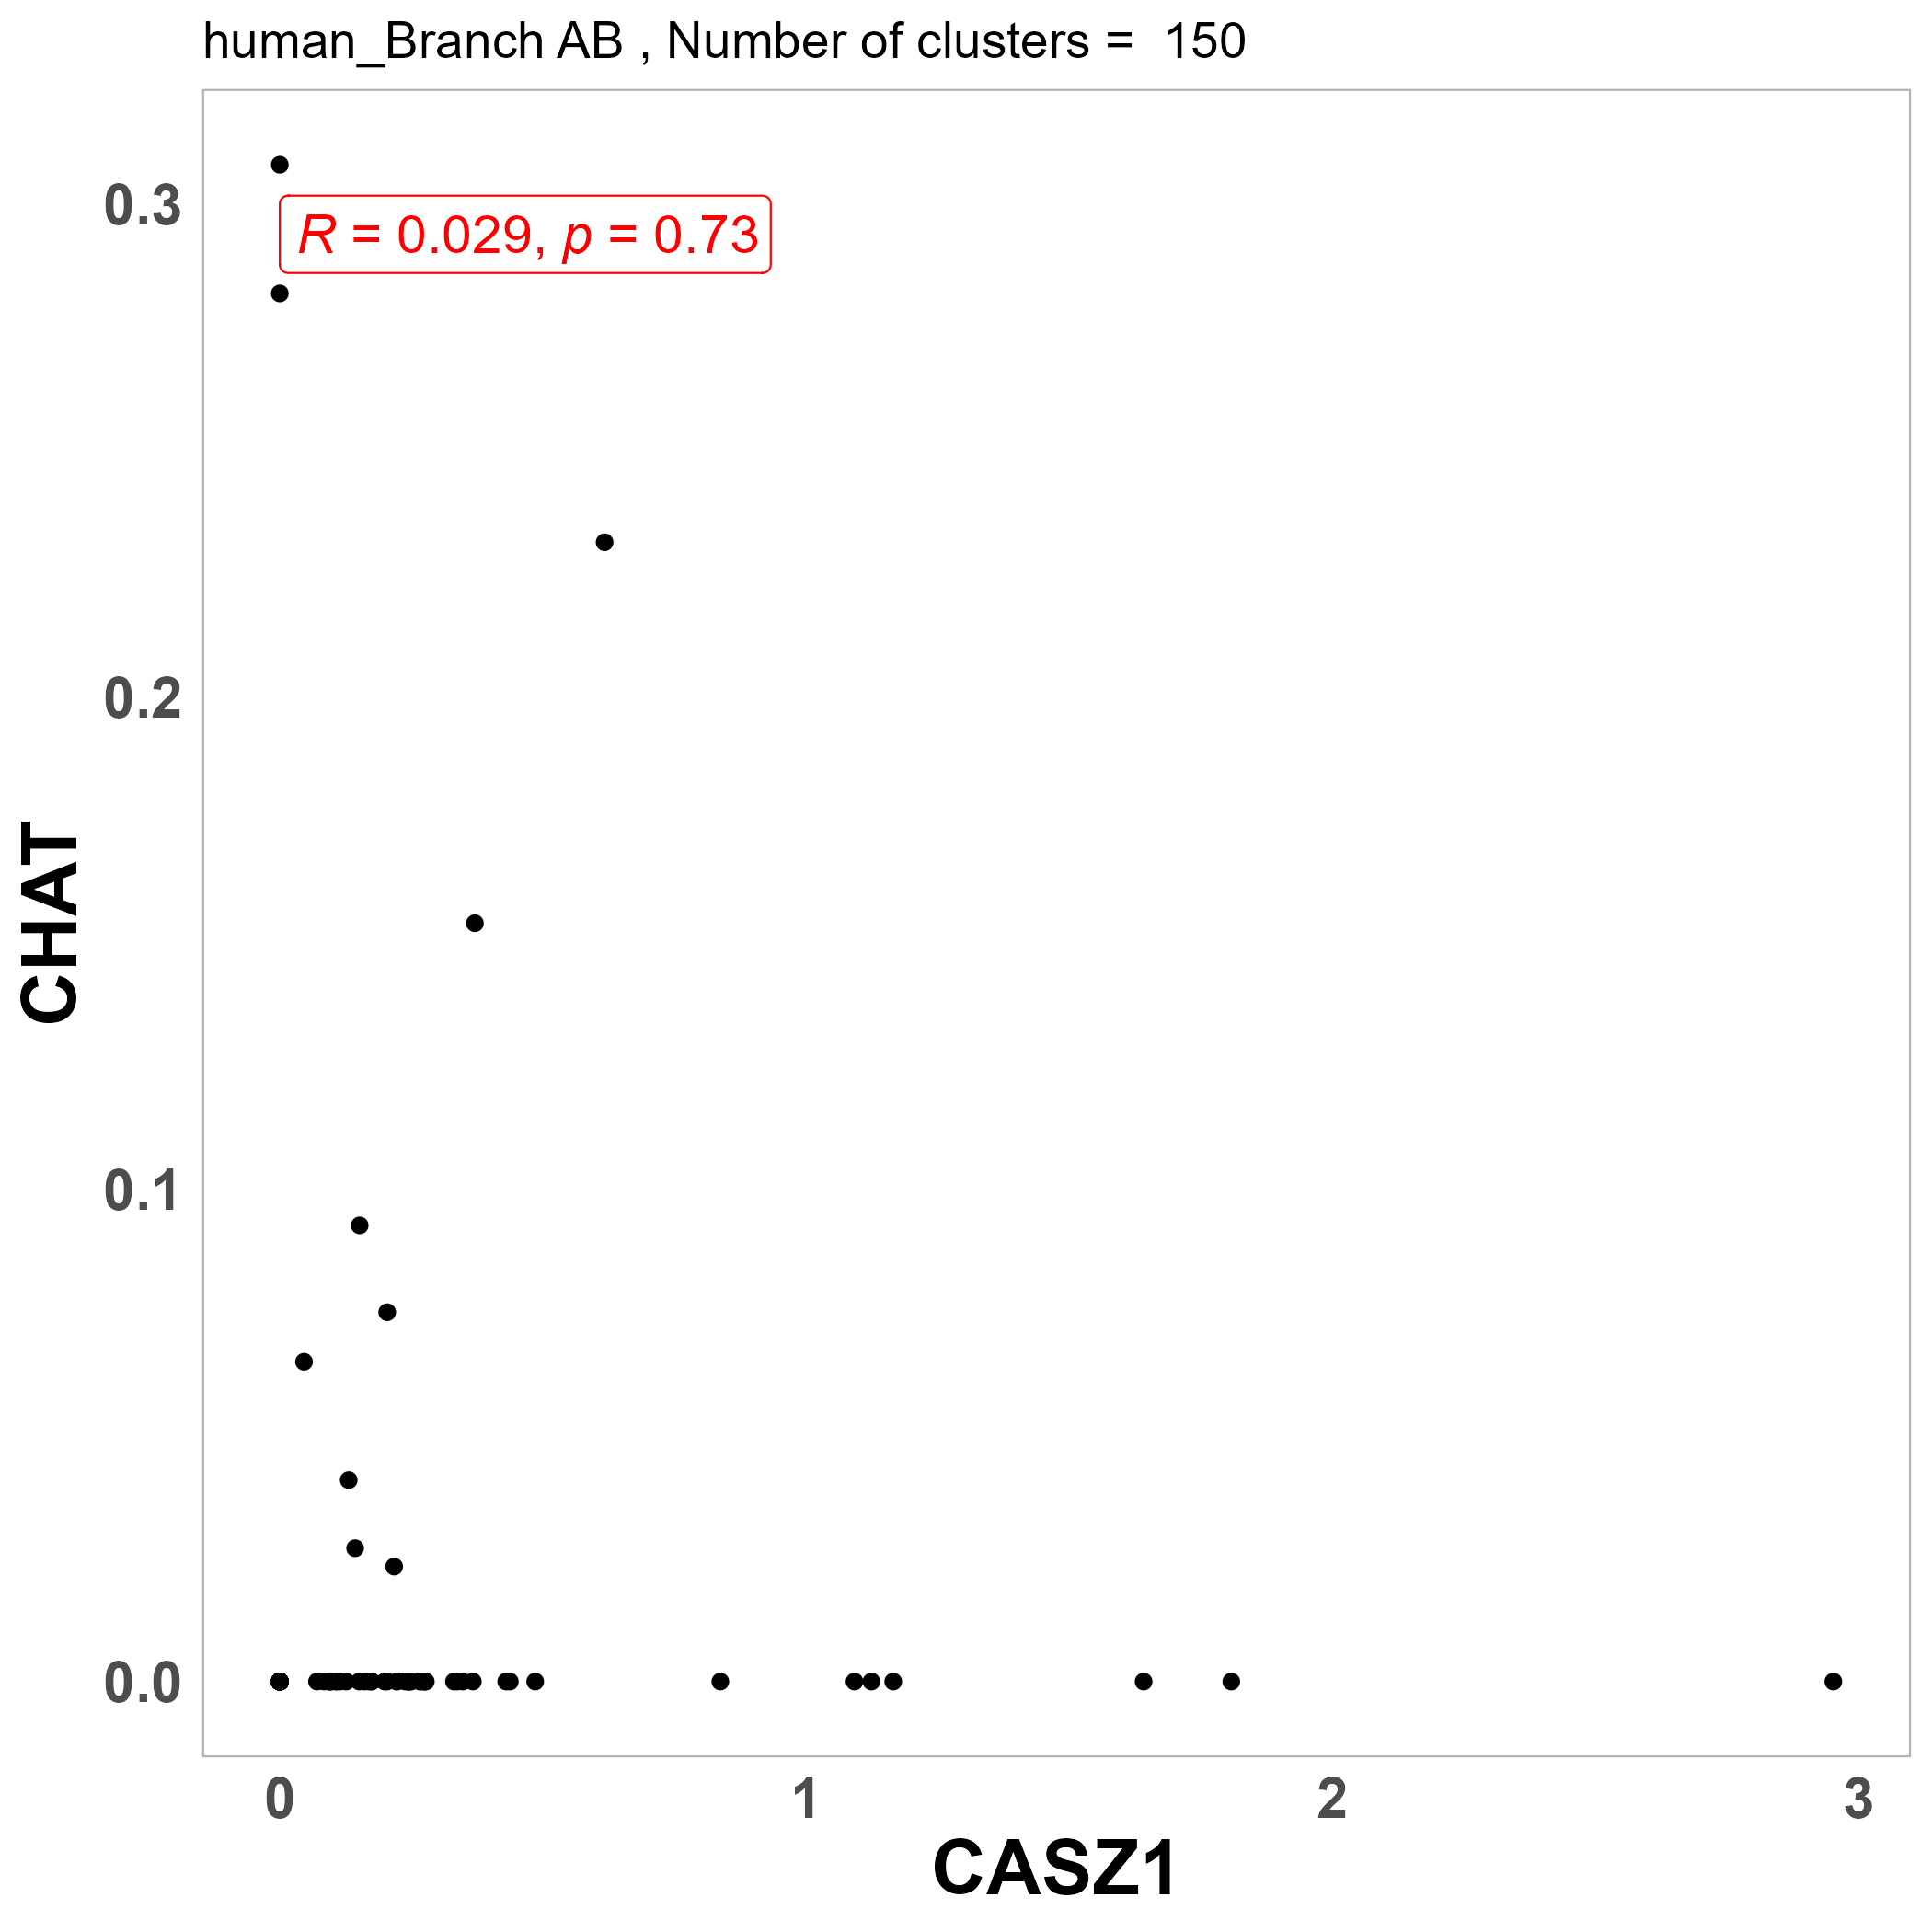 human_Branch AB , Number of clusters =  150
0.3
R = 0.029, p = 0.73
0.2
CHAT
0.1
0.0
0 1 2 3
CASZ1